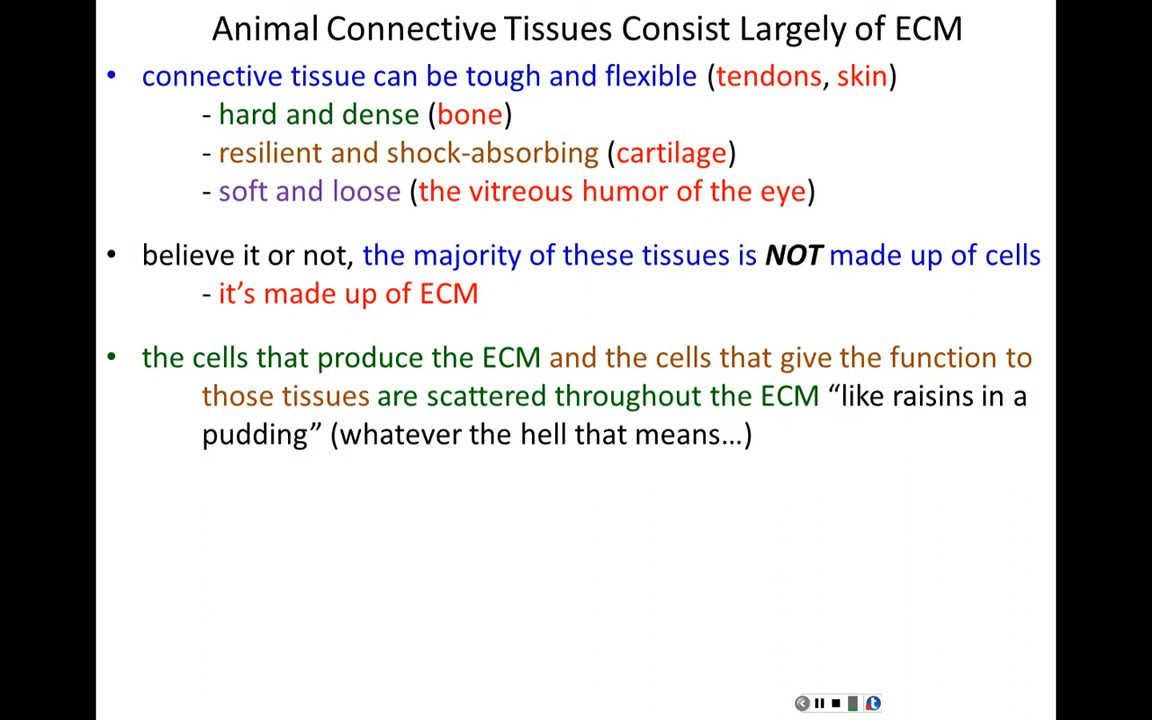 Animal Connective Tissues Consist Largely of ECM
• connective tissue can be tough and flexible (tendons, skin)
- hard and dense (bone)
- resilient and shock-absorbing (cartilage)
- soft and loose (the vitreous humor of the eye)
• believe it or not, the majority of these tissues is NOT made up of cells
- it’s made up of ECM
• the cells that produce the ECM and the cells that give the function to
those tissues are scattered throughout the ECM “like raisins in a
pudding” (whatever the hell that means…)